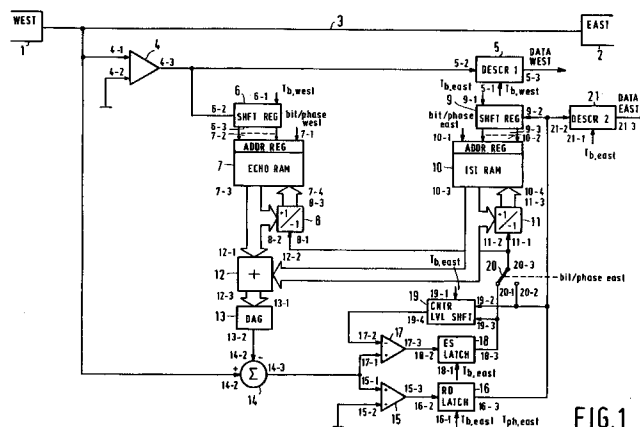 WEST
1
3
EAST
2
4-1
4
4-3
4-2
5
5-2
DESCR 1
5-3
DATA
WEST
5-1
Tb,west
6
6-1
Tb,west
6-2
SHFT REG
6-3
7-2
bit/phase
west
7-1
ADDR REG
7
ECHO RAM
7-3
7-4
8-3
+1
-1
8
8-2
8-1
Tb,east
9-1
9
SHFT REG
9-2
9-3
10-2
bit/phase
east
10-1
ADDR REG
10
ISI RAM
10-3
10-4
11-3
+1
-1
11
11-2
11-1
21
DESCR 2
DATA
EAST
21-2
21-3
21-1
Tb,east
12-1
12-2
12
+
12-3
13-1
13
DAG
13-2
14-2
-
+
14-2
Σ
14-3
14
Tb,east
20
20-3
bit/phase east
20-1
20-2
19
19-1
CNTR
LVL SHFT
19-2
19-3
19-4
17-2
17
17-3
17-1
18-2
ES
LATCH
18
18-3
18-1
Tb,east
15-1
15-3
15-2
15
16-2
RD
LATCH
16
16-3
16-1
Tb,east
Tph,east
FIG.1